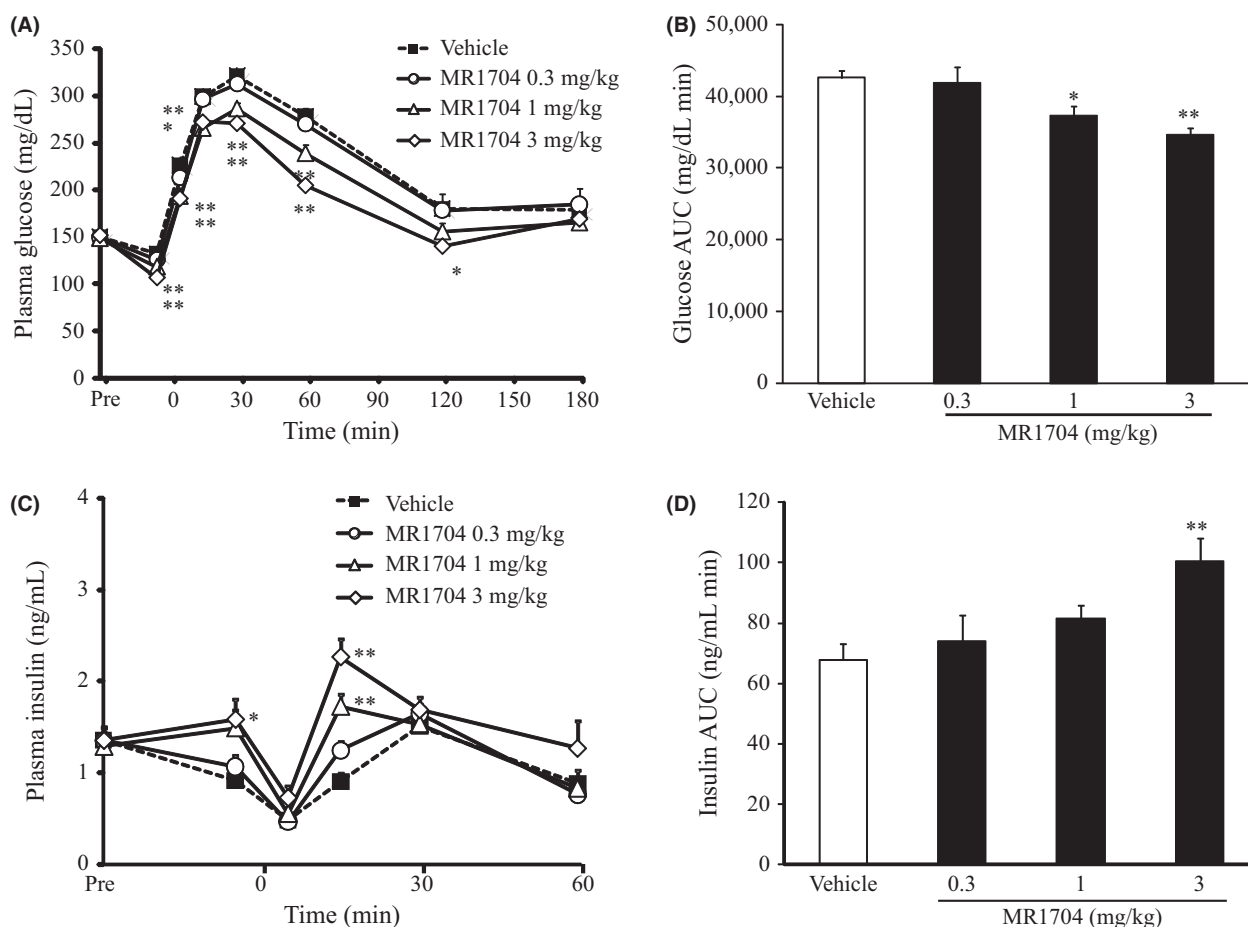 (A)
350
300
250
200
150
100
50
0
Plasma glucose (mg/dL)
Vehicle
MR1704 0.3 mg/kg
MR1704 1 mg/kg
MR1704 3 mg/kg
**
*
**
**
**
**
**
**
**
**
*
Pre 0 30 60 90 120 150 180
Time (min)
(B)
50,000
40,000
30,000
20,000
10,000
0
Glucose AUC (mg/dL min)
*
**
Vehicle 0.3 1 3
MR1704 (mg/kg)
(C)
4
3
2
1
0
Plasma insulin (ng/mL)
Vehicle
MR1704 0.3 mg/kg
MR1704 1 mg/kg
MR1704 3 mg/kg
**
**
*
Pre 0 30 60
Time (min)
(D)
120
100
80
60
40
20
0
Insulin AUC (ng/mL min)
**
Vehicle 0.3 1 3
MR1704 (mg/kg)